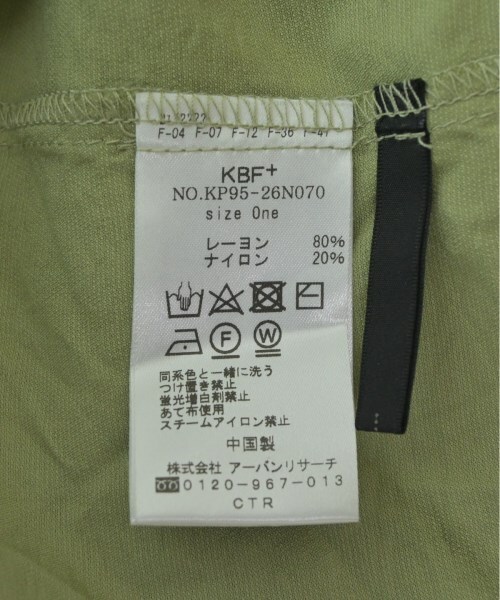 F-04 F-07 F-12 F-36 F-47
KBF+
NO.KP95-26N070
size One
レーヨン 80%
ナイロン 20%
F W
同系色と一緒に洗う
つけ置き禁止
蛍光増白剤禁止
あて布使用
スチームアイロン禁止
中国製
株式会社 アーバンリサーチ
0120-967-013
CTR